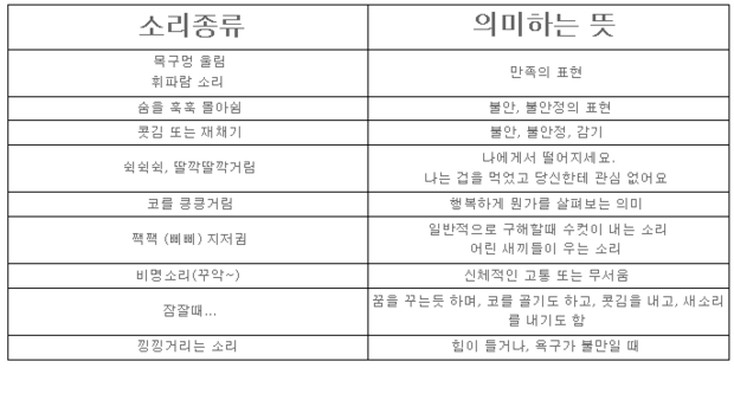 소리종류
의미하는 뜻
목구멍 울림
휘파람 소리
만족의 표현
숨을 훅훅 몰아쉼
불안, 불안정의 표현
콧김 또는 재채기
불안, 불안정, 감기
쉭쉭쉭, 딸깍딸깍거림
나에게서 떨어지세요.
나는 겁을 먹었고 당신한테 관심 없어요
코를 킁킁거림
행복하게 뭔가를 살펴보는 의미
짹짹 (삐삐) 지저귐
일반적으로 구해할때 수컷이 내는 소리
어린 새끼들이 우는 소리
비명소리(꾸악~)
신체적인 고통 또는 무서움
잠잘때...
꿈을 꾸는듯 하며, 코를 골기도 하고, 콧김을 내고, 새소리
를 내기도 함
낑낑거리는 소리
힘이 들거나, 욕구가 불만일 때